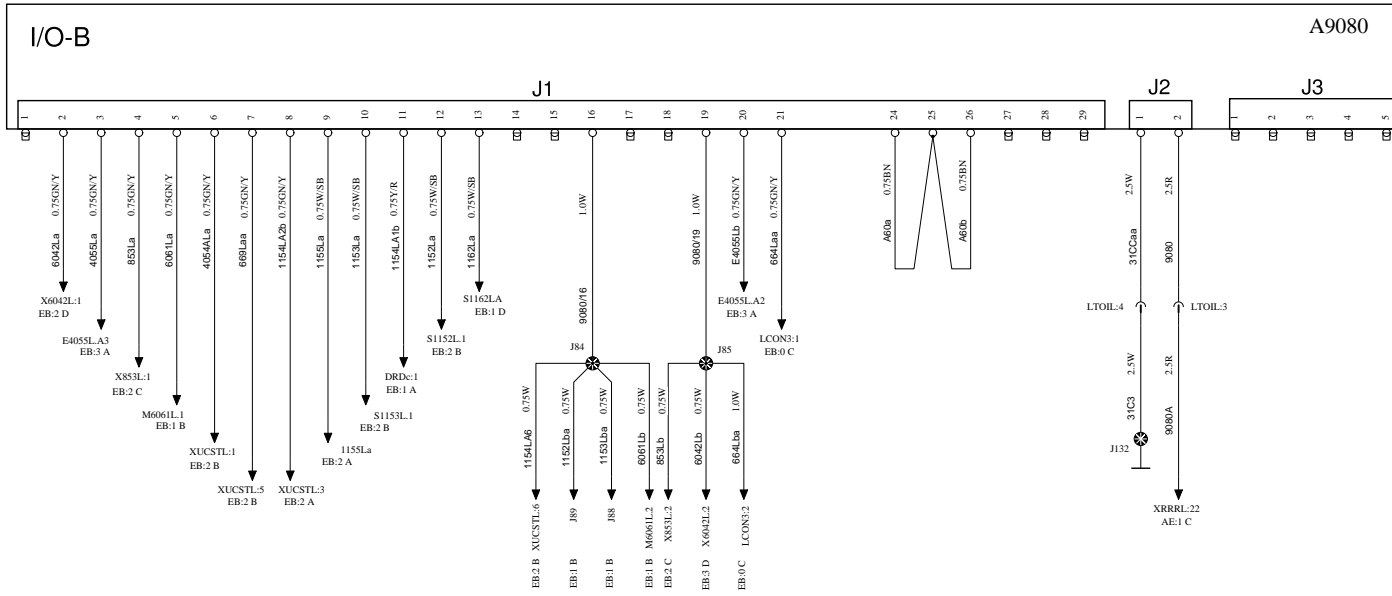 I/O-B
A9080
J1
J2
J3
1 2 3 4 5 6 7 8 9 10 11 12 13 14 15 16 17 18 19 20 21 24 25 26 27 28 29
1 2
1 2 3 4 5
6042La 0.75GN/Y
4055La 0.75GN/Y
853La 0.75GN/Y
6061La 0.75GN/Y
4054ALa 0.75GN/Y
669Laa 0.75GN/Y
1154LA2b 0.75GN/Y
1155La 0.75W/SB
1153La 0.75W/SB
1154LA1b 0.75Y/R
1152La 0.75W/SB
1162La 0.75W/SB
9080/16 1.0W
9080/19 1.0W
E4055Lb 0.75GN/Y
664Laa 0.75GN/Y
A60a 0.75BN
A60b 0.75BN
31CCaa 2.5W
9080 2.5R
X6042L:1
EB:2 D
E4055L.A3
EB:3 A
X853L:1
EB:2 C
M6061L.1
EB:1 B
XUCSTL:1
EB:2 B
XUCSTL:5
EB:2 B
XUCSTL:3
EB:2 A
1155La
EB:2 A
S1153L.1
EB:2 B
DRDc:1
EB:1 A
S1152L.1
EB:2 B
S1162LA
EB:1 D
E4055L.A2
EB:3 A
LCON3:1
EB:0 C
LTOIL:4
LTOIL:3
J84
J85
1154LA6 0.75W
1152Lba 0.75W
1153Lba 0.75W
6061Lb 0.75W
853Lb 0.75W
6042Lb 0.75W
664Lba 1.0W
31C3 2.5W
9080A 2.5R
J132
EB:2 B XUCSTL:6
EB:1 B J89
EB:1 B J88
EB:1 B M6061L.2
EB:2 C X853L:2
EB:3 D X6042L:2
EB:0 C LCON3:2
XRRRL:22
AE:1 C